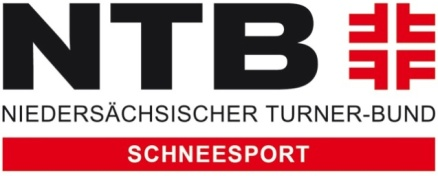 NTB
NIEDERSÄCHSISCHER TURNER-BUND
SCHNEESPORT